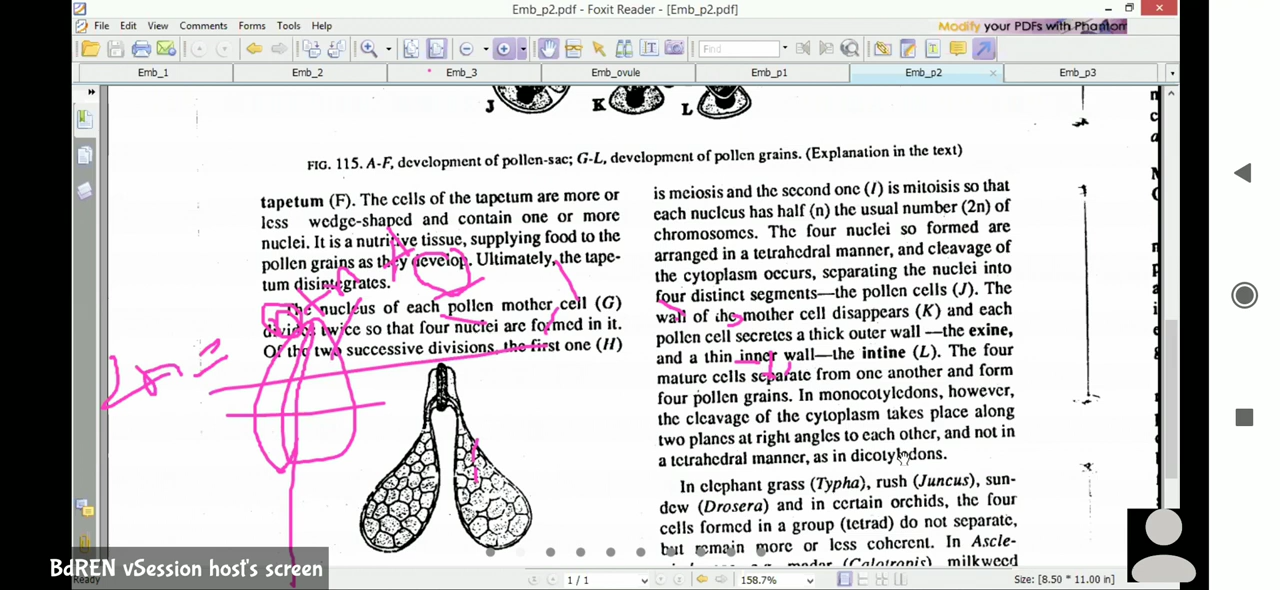 Emb_p2.pdf - Foxit Reader - [Emb_p2.pdf]
File Edit View Comments Forms Tools Help
Modify your PDFs with Phantom
Find
Emb_1 Emb_2 Emb_3 Emb_ovule Emb_p1 Emb_p2 Emb_p3
J K L
FIG. 115. A-F, development of pollen-sac; G-L, development of pollen grains. (Explanation in the text)
tapetum (F). The cells of the tapetum are more or
less wedge-shaped and contain one or more
nuclei. It is a nutritive tissue, supplying food to the
pollen grains as they develop. Ultimately, the tape-
tum disintegrates.
The nucleus of each pollen mother cell (G)
divides twice so that four nuclei are formed in it.
Of the two successive divisions, the first one (H)
2n =
is meiosis and the second one (I) is mitoisis so that
each nucleus has half (n) the usual number (2n) of
chromosomes. The four nuclei so formed are
arranged in a tetrahedral manner, and cleavage of
the cytoplasm occurs, separating the nuclei into
four distinct segments—the pollen cells (J). The
wall of the mother cell disappears (K) and each
pollen cell secretes a thick outer wall—the exine,
and a thin inner wall—the intine (L). The four
mature cells separate from one another and form
four pollen grains. In monocotyledons, however,
the cleavage of the cytoplasm takes place along
two planes at right angles to each other, and not in
a tetrahedral manner, as in dicotyledons.
In elephant grass (Typha), rush (Juncus), sun-
dew (Drosera) and in certain orchids, the four
cells formed in a group (tetrad) do not separate,
but remain more or less coherent. In Ascle-
madar (Calotropis), milkweed
BdREN vSession host's screen
Ready
1 / 1
158.7%
Size: [8.50 * 11.00 in]